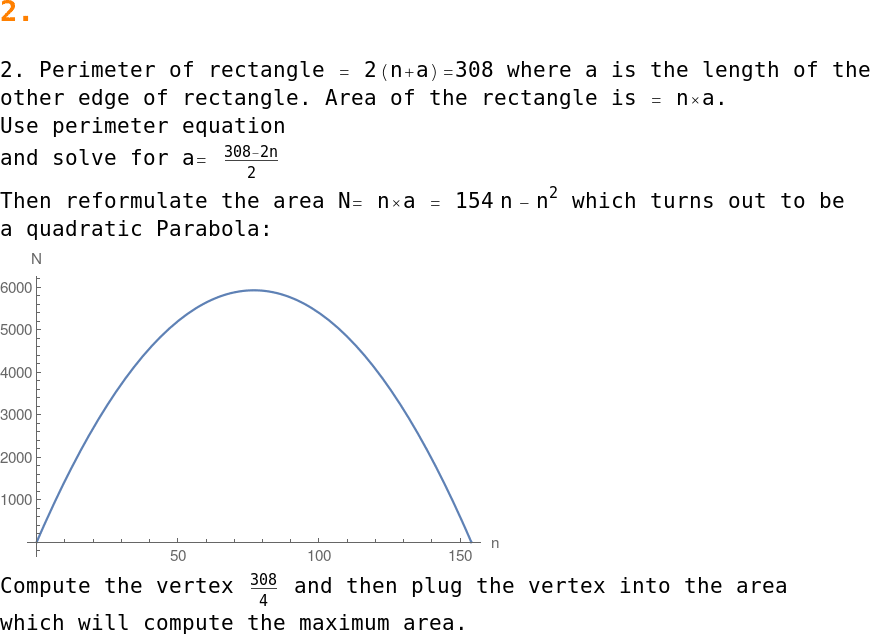 2.
2. Perimeter of rectangle = 2(n+a)=308 where a is the length of the
other edge of rectangle. Area of the rectangle is = n×a.
Use perimeter equation
and solve for a= (308-2n)/2
Then reformulate the area N= n×a = 154 n - n² which turns out to be
a quadratic Parabola:
N
6000
5000
4000
3000
2000
1000
50 100 150 n
Compute the vertex 308/4 and then plug the vertex into the area
which will compute the maximum area.